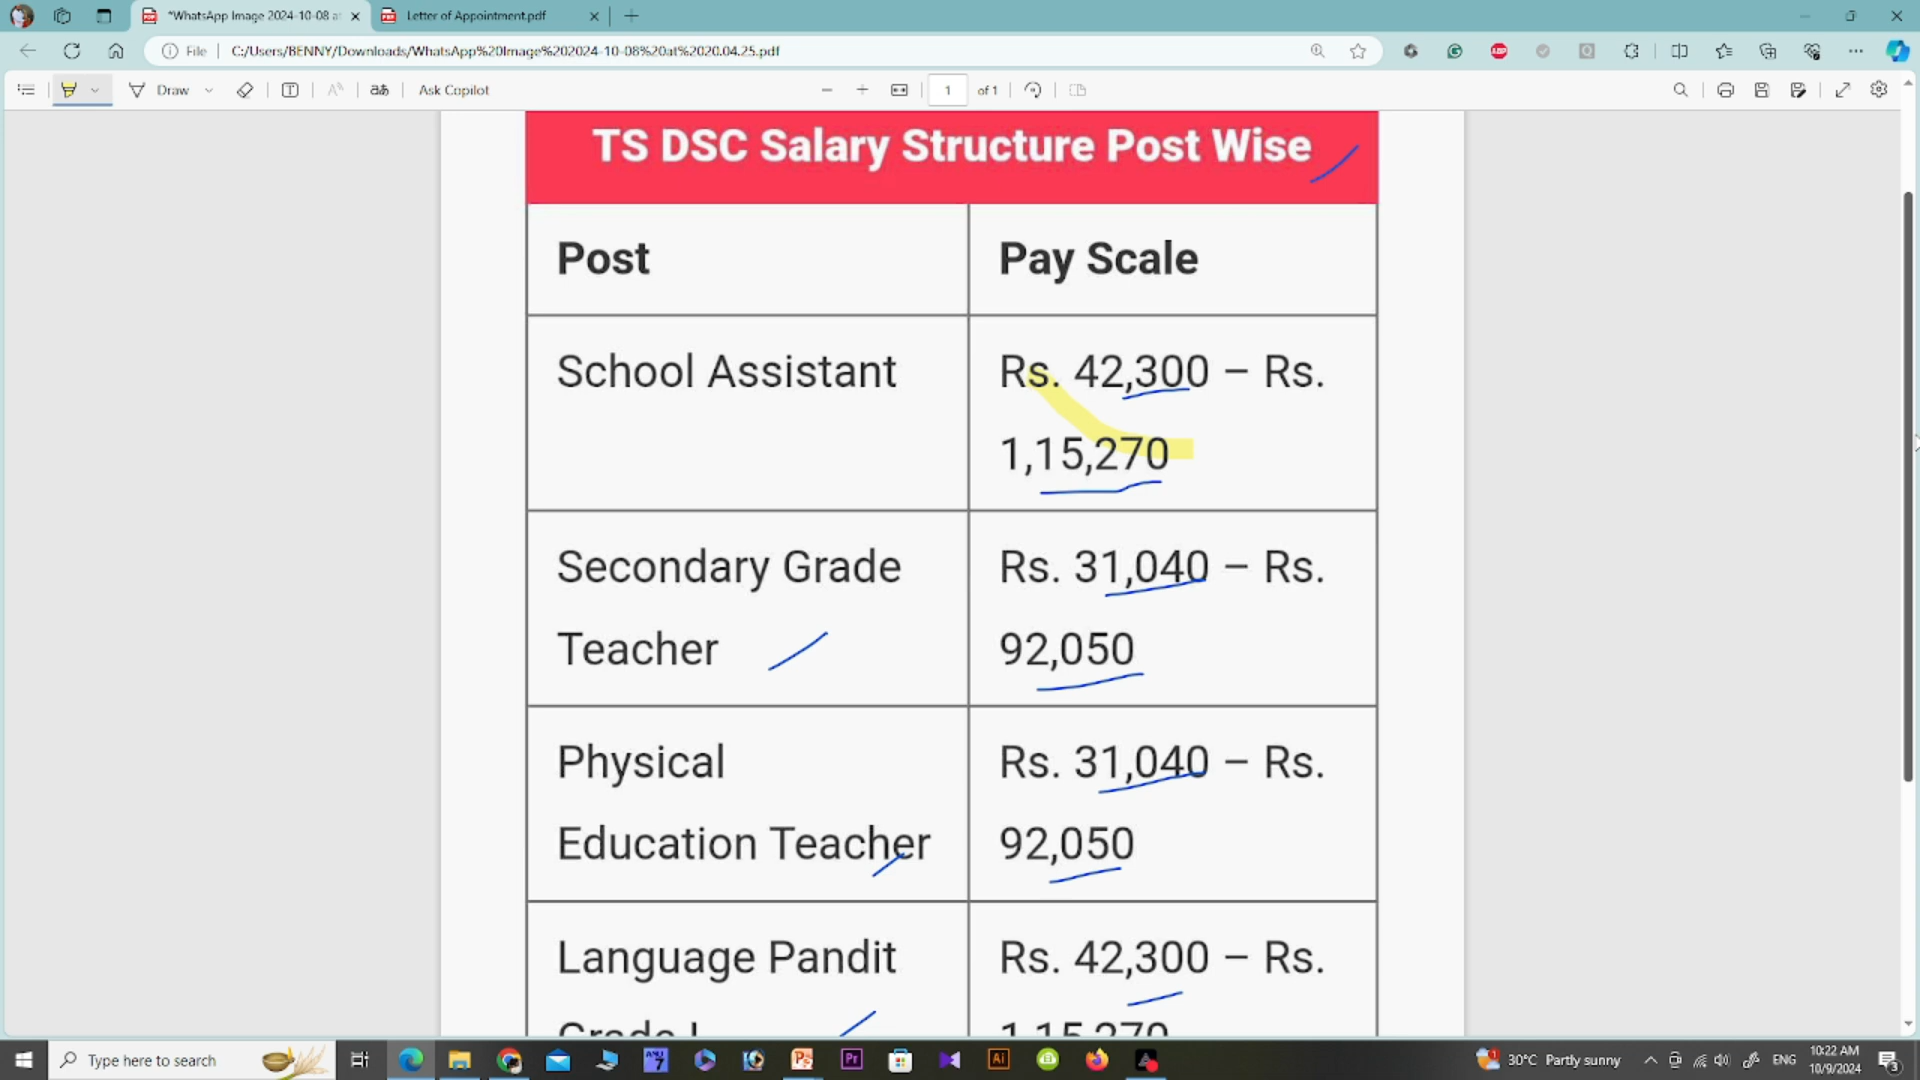 *WhatsApp Image 2024-10-08 a
Letter of Appointment.pdf
File
C:/Users/BENNY/Downloads/WhatsApp%20Image%202024-10-08%20at%2020.04.25.pdf
Draw
Ask Copilot
1
of 1
TS DSC Salary Structure Post Wise
Post
Pay Scale
School Assistant
Rs. 42,300 – Rs.
1,15,270
Secondary Grade
Teacher
Rs. 31,040 – Rs.
92,050
Physical
Education Teacher
Rs. 31,040 – Rs.
92,050
Language Pandit
Grade I
Rs. 42,300 – Rs.
1,15,270
Type here to search
30°C Partly sunny
ENG
10:22 AM
10/9/2024